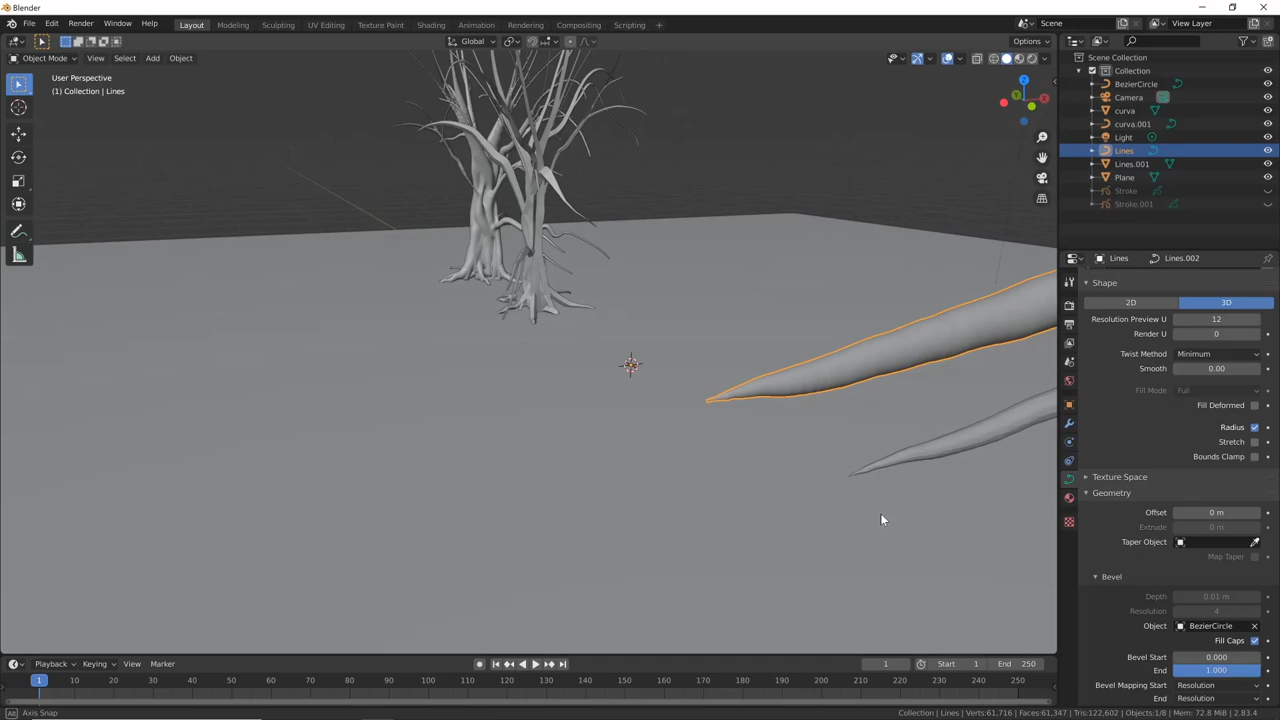 Blender
File Edit Render Window Help Layout Modeling Sculpting UV Editing Texture Paint Shading Animation Rendering Compositing Scripting + Scene View Layer
Global Options
Object Mode View Select Add Object
User Perspective
(1) Collection | Lines
Z
Y X
Scene Collection
Collection
BezierCircle
Camera
curva
curva.001
Light
Lines
Lines.001
Plane
Stroke
Stroke.001
Lines Lines.002
Shape
2D 3D
Resolution Preview U 12
Render U 0
Twist Method Minimum
Smooth 0.00
Fill Mode Full
Fill Deformed
Radius
Stretch
Bounds Clamp
Texture Space
Geometry
Offset 0 m
Extrude 0 m
Taper Object
Map Taper
Bevel
Depth 0.01 m
Resolution 4
Object BezierCircle
Fill Caps
Bevel Start 0.000
End 1.000
Bevel Mapping Start Resolution
End Resolution
Playback Keying View Marker 1 Start 1 End 250
1 10 20 30 40 50 60 70 80 90 100 110 120 130 140 150 160 170 180 190 200 210 220 230 240 250
Axis Snap Collection | Lines | Verts:61,716 | Faces:61,347 | Tris:122,602 | Objects:1/8 | Mem: 72.8 MiB | 2.83.4